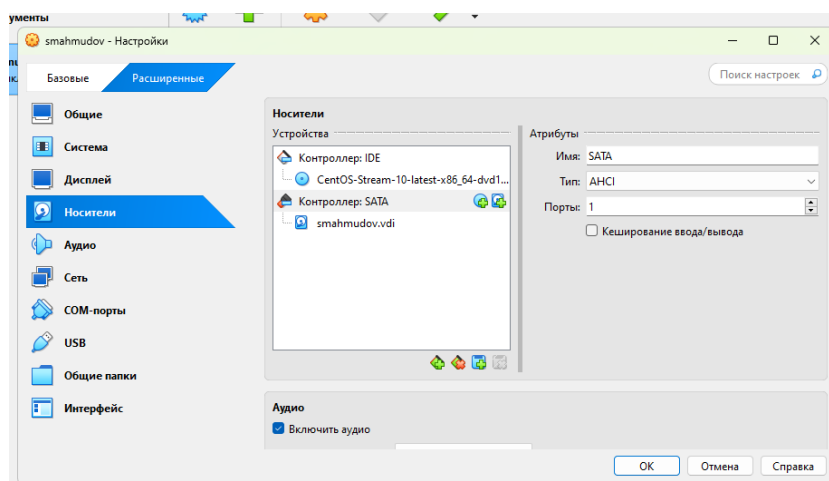 ументы
smahmudov - Настройки
Базовые
Расширенные
Поиск настроек
Общие
Система
Дисплей
Носители
Аудио
Сеть
COM-порты
USB
Общие папки
Интерфейс
Носители
Устройства
Контроллер: IDE
CentOS-Stream-10-latest-x86_64-dvd1...
Контроллер: SATA
smahmudov.vdi
Атрибуты
Имя: SATA
Тип: AHCI
Порты: 1
Кеширование ввода/вывода
Аудио
Включить аудио
OK
Отмена
Справка